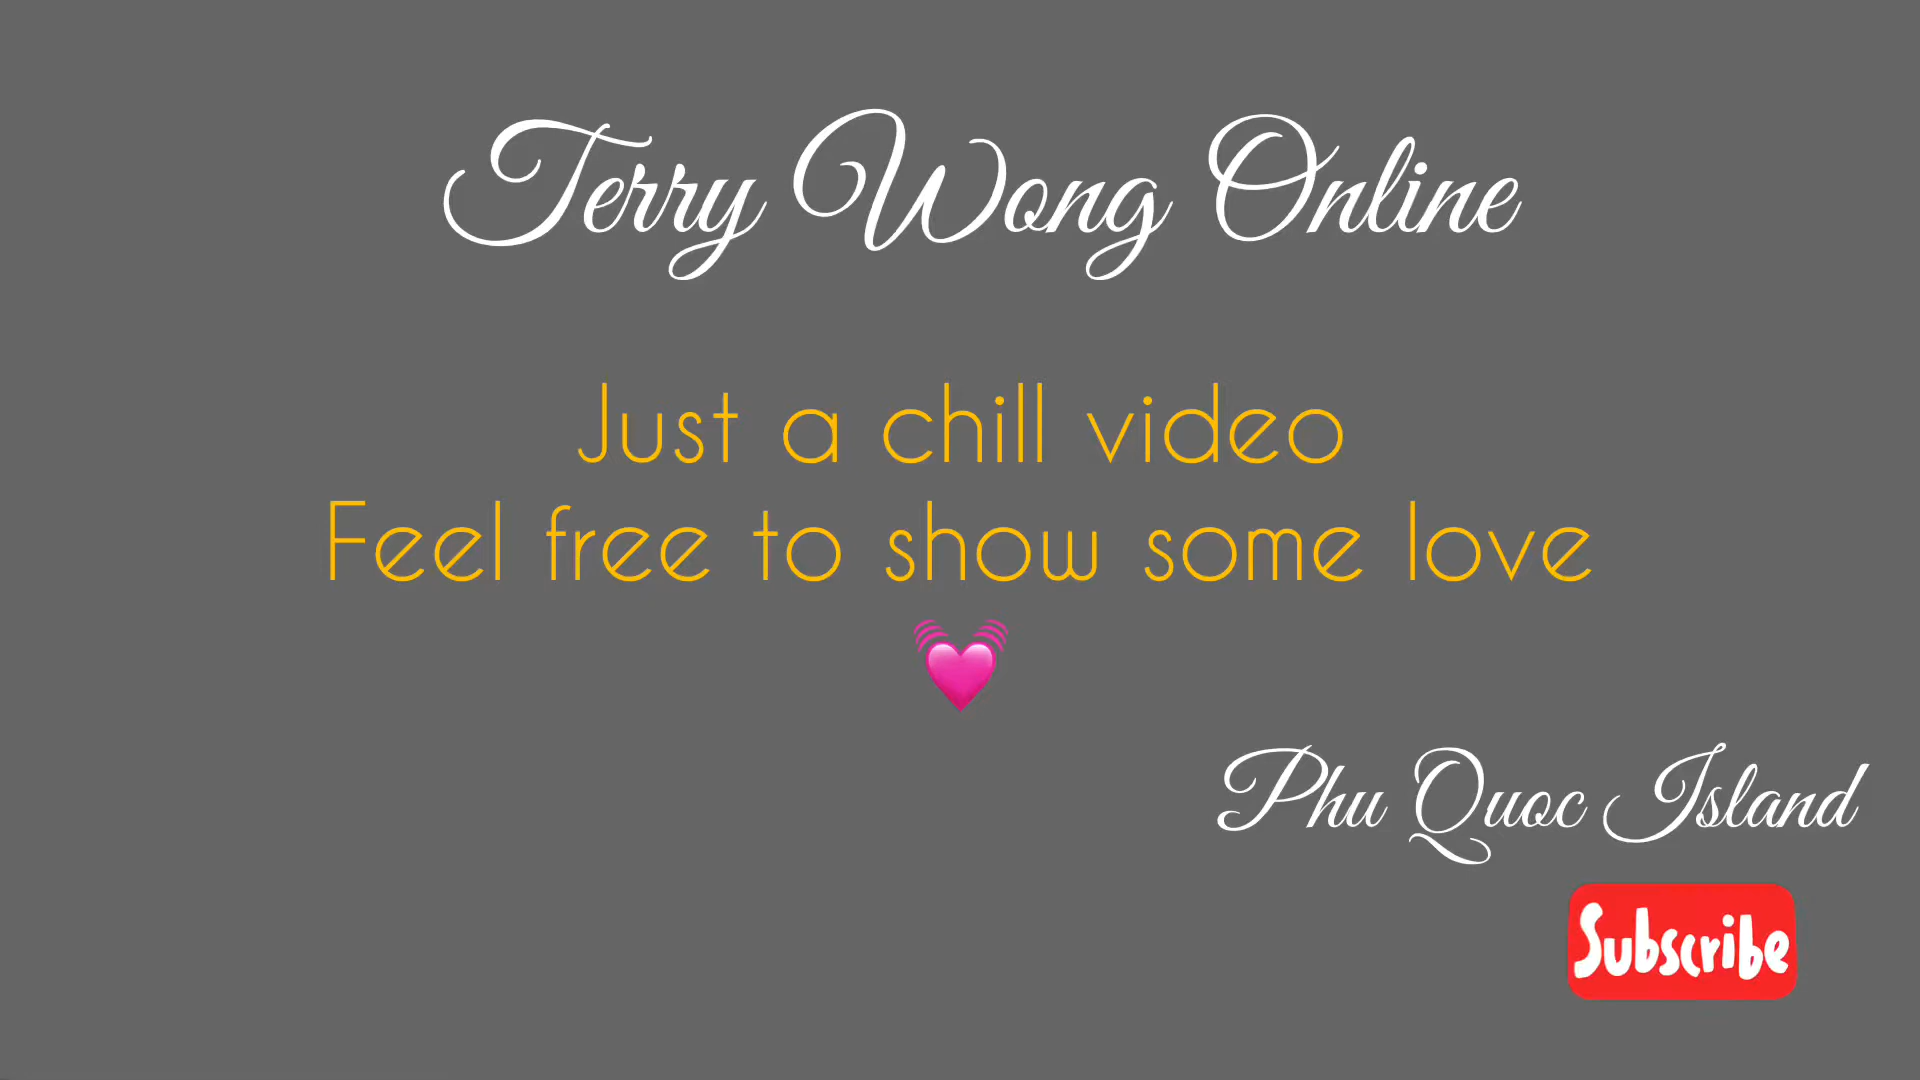 Terry Wong Online
Just a chill video
Feel free to show some love
💓
Phu Quoc Island
Subscribe